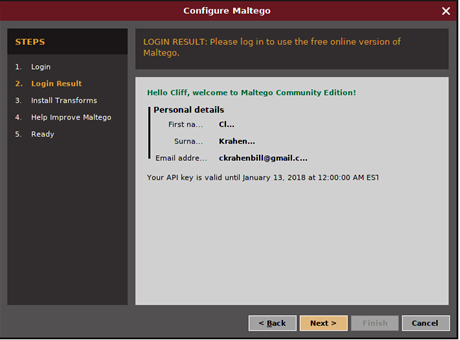 Configure Maltego
STEPS
1. Login
2. Login Result
3. Install Transforms
4. Help Improve Maltego
5. Ready
LOGIN RESULT: Please log in to use the free online version of
Maltego.
Hello Cliff, welcome to Maltego Community Edition!
Personal details
First na... Cl...
Surna... Krahen...
Email addre... ckrahenbill@gmail.c...
Your API key is valid until January 13, 2018 at 12:00:00 AM EST
< Back
Next >
Finish
Cancel